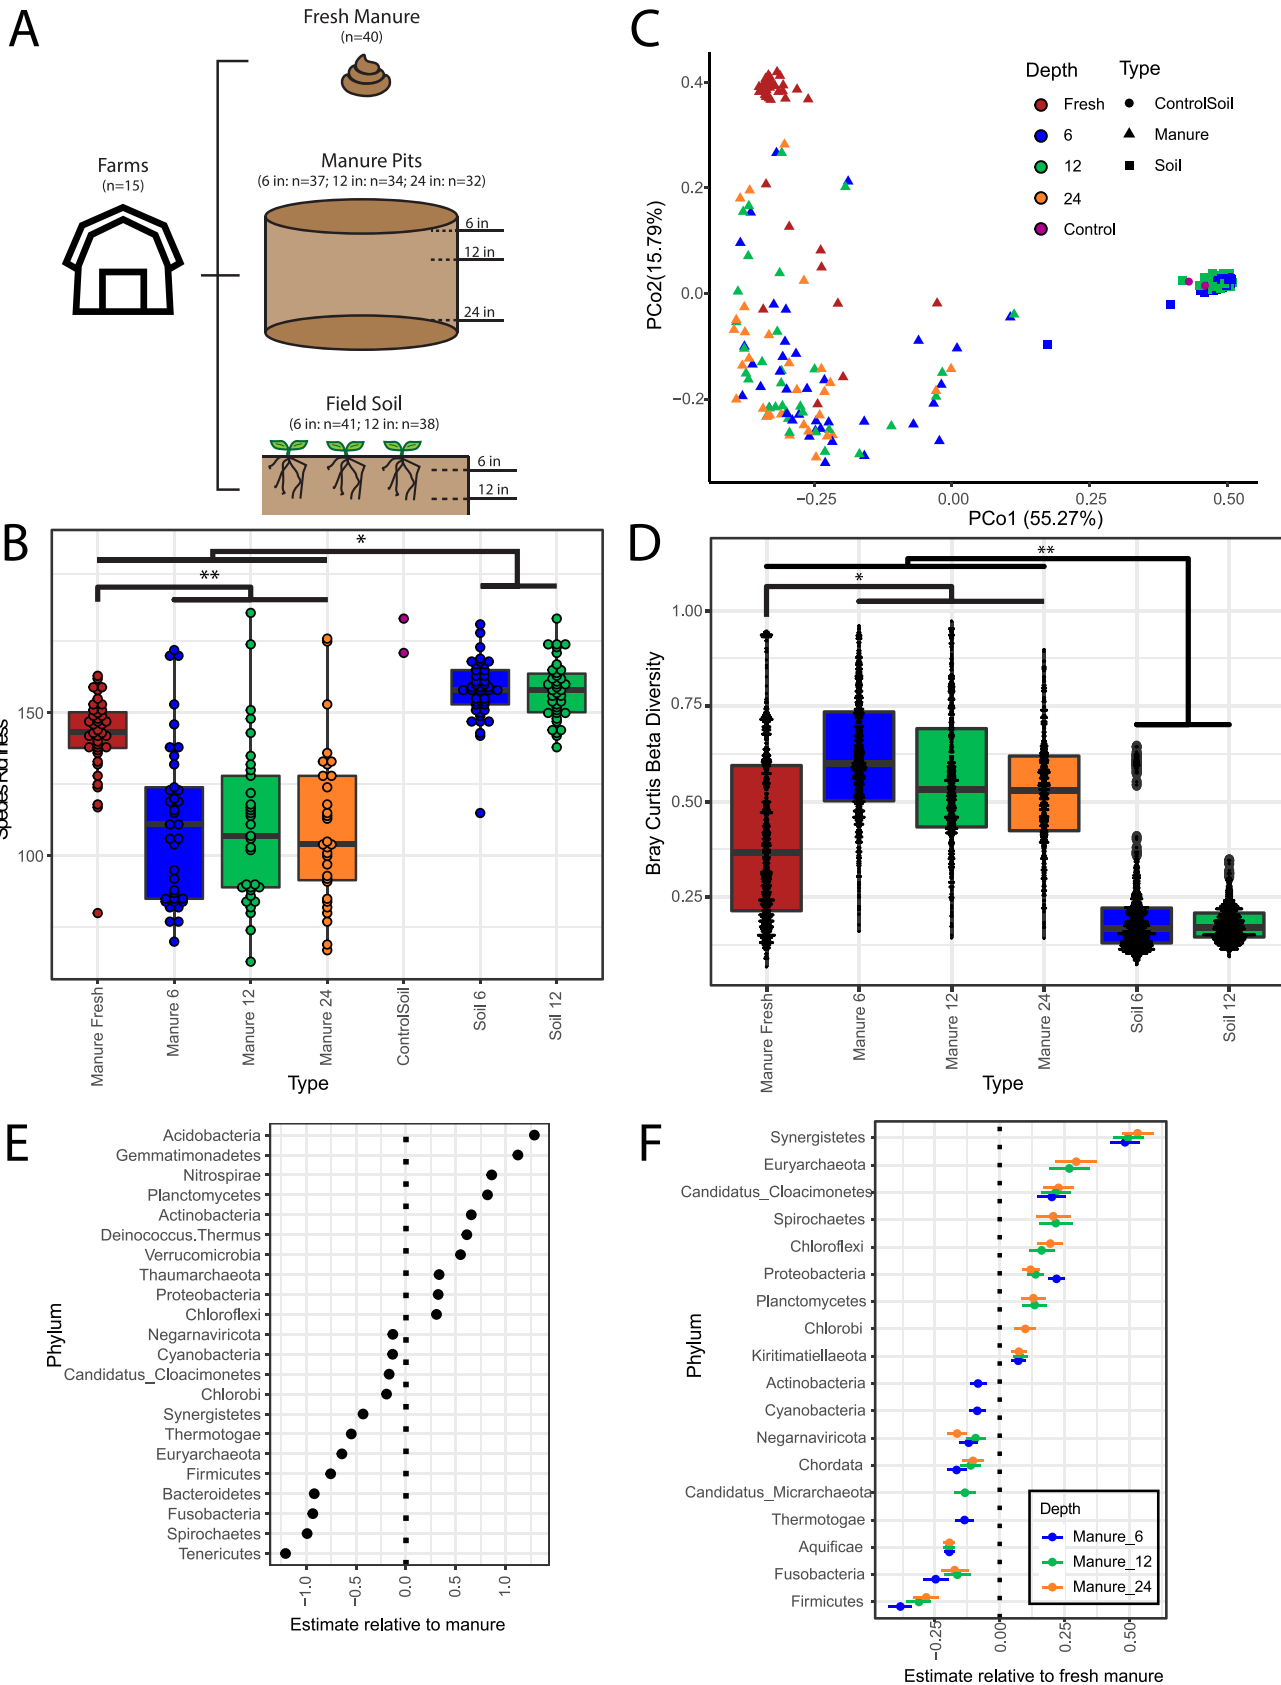 A
Fresh Manure
(n=40)
Farms
(n=15)
Manure Pits
(6 in: n=37; 12 in: n=34; 24 in: n=32)
6 in
12 in
24 in
Field Soil
(6 in: n=41; 12 in: n=38)
6 in
12 in
C
0.4
0.2
0.0
−0.2
PCo2(15.79%)
−0.25
0.00
0.25
0.50
PCo1 (55.27%)
Depth
Fresh
6
12
24
Control
Type
ControlSoil
Manure
Soil
B
*
**
150
100
Species Richness
Manure Fresh
Manure 6
Manure 12
Manure 24
ControlSoil
Soil 6
Soil 12
Type
D
**
*
1.00
0.75
0.50
0.25
Bray Curtis Beta Diversity
Manure Fresh
Manure 6
Manure 12
Manure 24
Soil 6
Soil 12
Type
E
Phylum
Acidobacteria
Gemmatimonadetes
Nitrospirae
Planctomycetes
Actinobacteria
Deinococcus.Thermus
Verrucomicrobia
Thaumarchaeota
Proteobacteria
Chloroflexi
Negarnaviricota
Cyanobacteria
Candidatus_Cloacimonetes
Chlorobi
Synergistetes
Thermotogae
Euryarchaeota
Firmicutes
Bacteroidetes
Fusobacteria
Spirochaetes
Tenericutes
−1.0
−0.5
0.0
0.5
1.0
Estimate relative to manure
F
Phylum
Synergistetes
Euryarchaeota
Candidatus_Cloacimonetes
Spirochaetes
Chloroflexi
Proteobacteria
Planctomycetes
Chlorobi
Kiritimatiellaeota
Actinobacteria
Cyanobacteria
Negarnaviricota
Chordata
Candidatus_Micrarchaeota
Thermotogae
Aquificae
Fusobacteria
Firmicutes
−0.25
0.00
0.25
0.50
Estimate relative to fresh manure
Depth
Manure_6
Manure_12
Manure_24